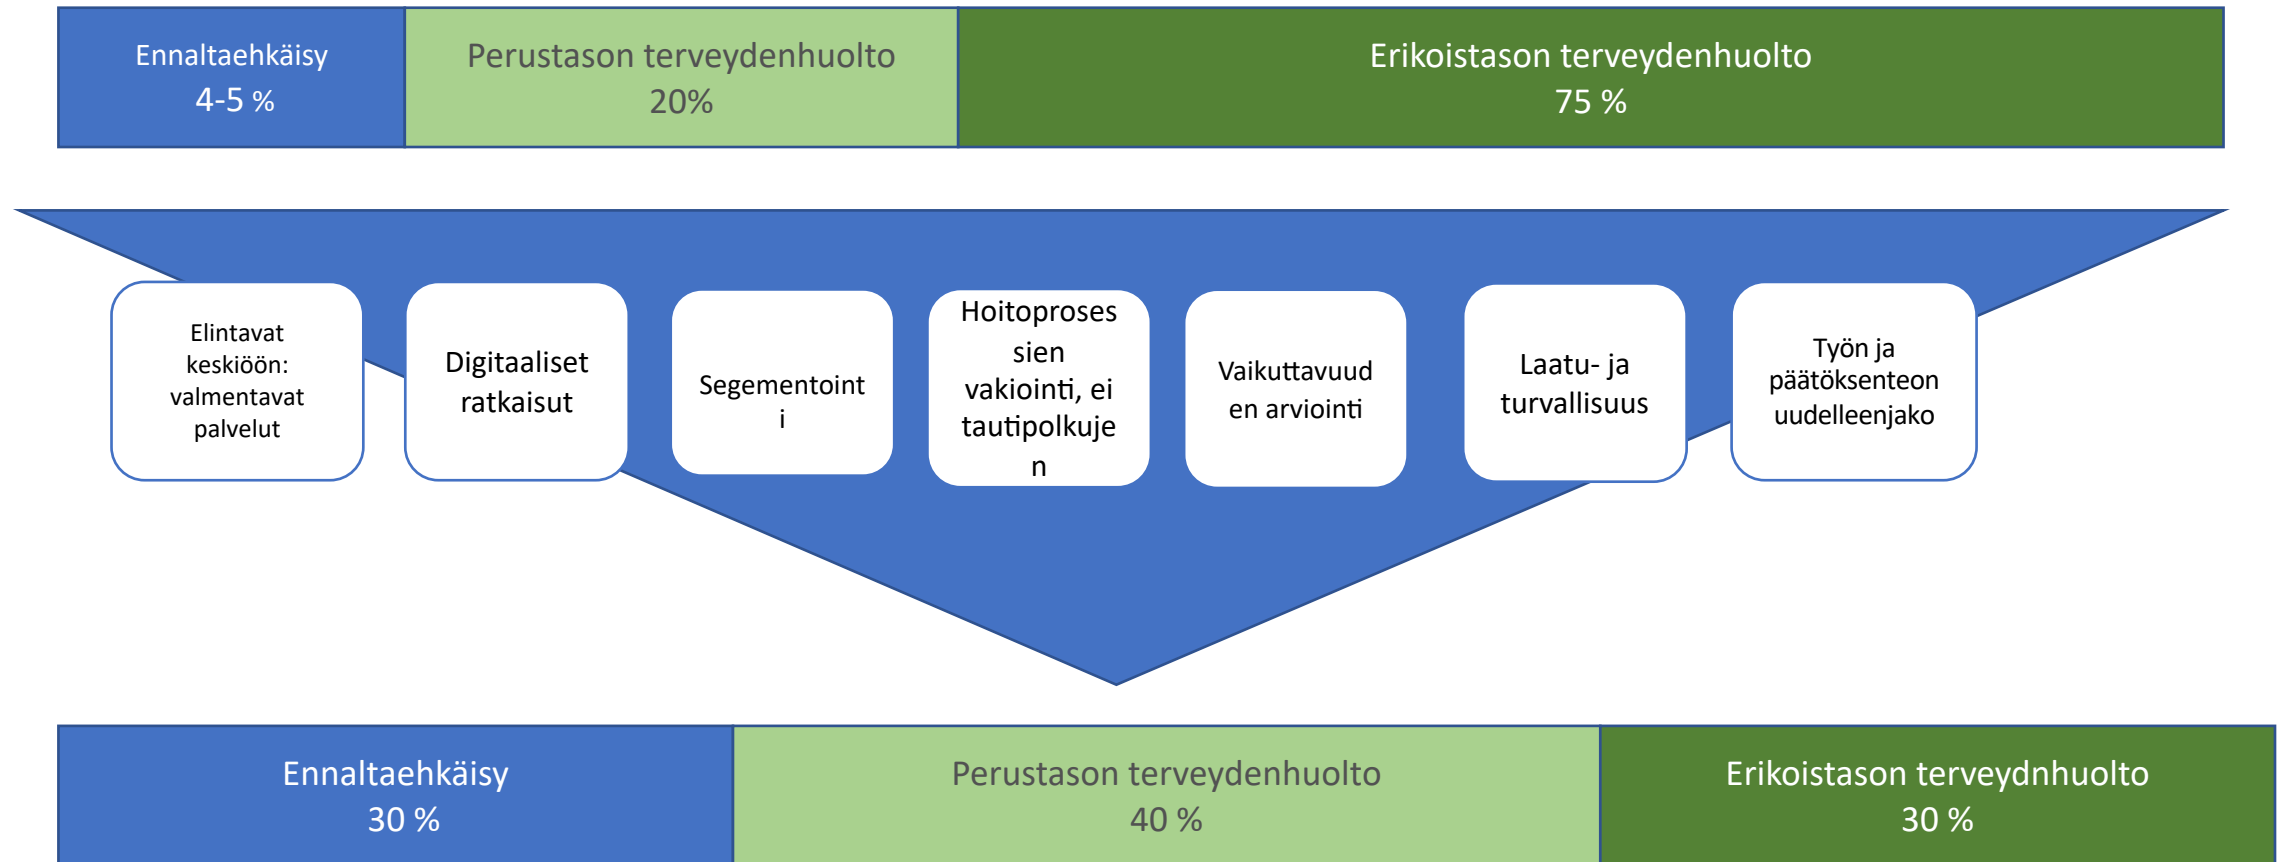 Ennaltaehkäisy
4-5 %
Perustason terveydenhuolto
20%
Erikoistason terveydenhuolto
75 %
Elintavat
keskiöön:
valmentavat
palvelut
Digitaaliset
ratkaisut
Segementoint
i
Hoitoproses
sien
vakiointi, ei
tautipolkuje
n
Vaikuttavuud
en arviointi
Laatu- ja
turvallisuus
Työn ja
päätöksenteon
uudelleenjako
Ennaltaehkäisy
30 %
Perustason terveydenhuolto
40 %
Erikoistason terveydnhuolto
30 %